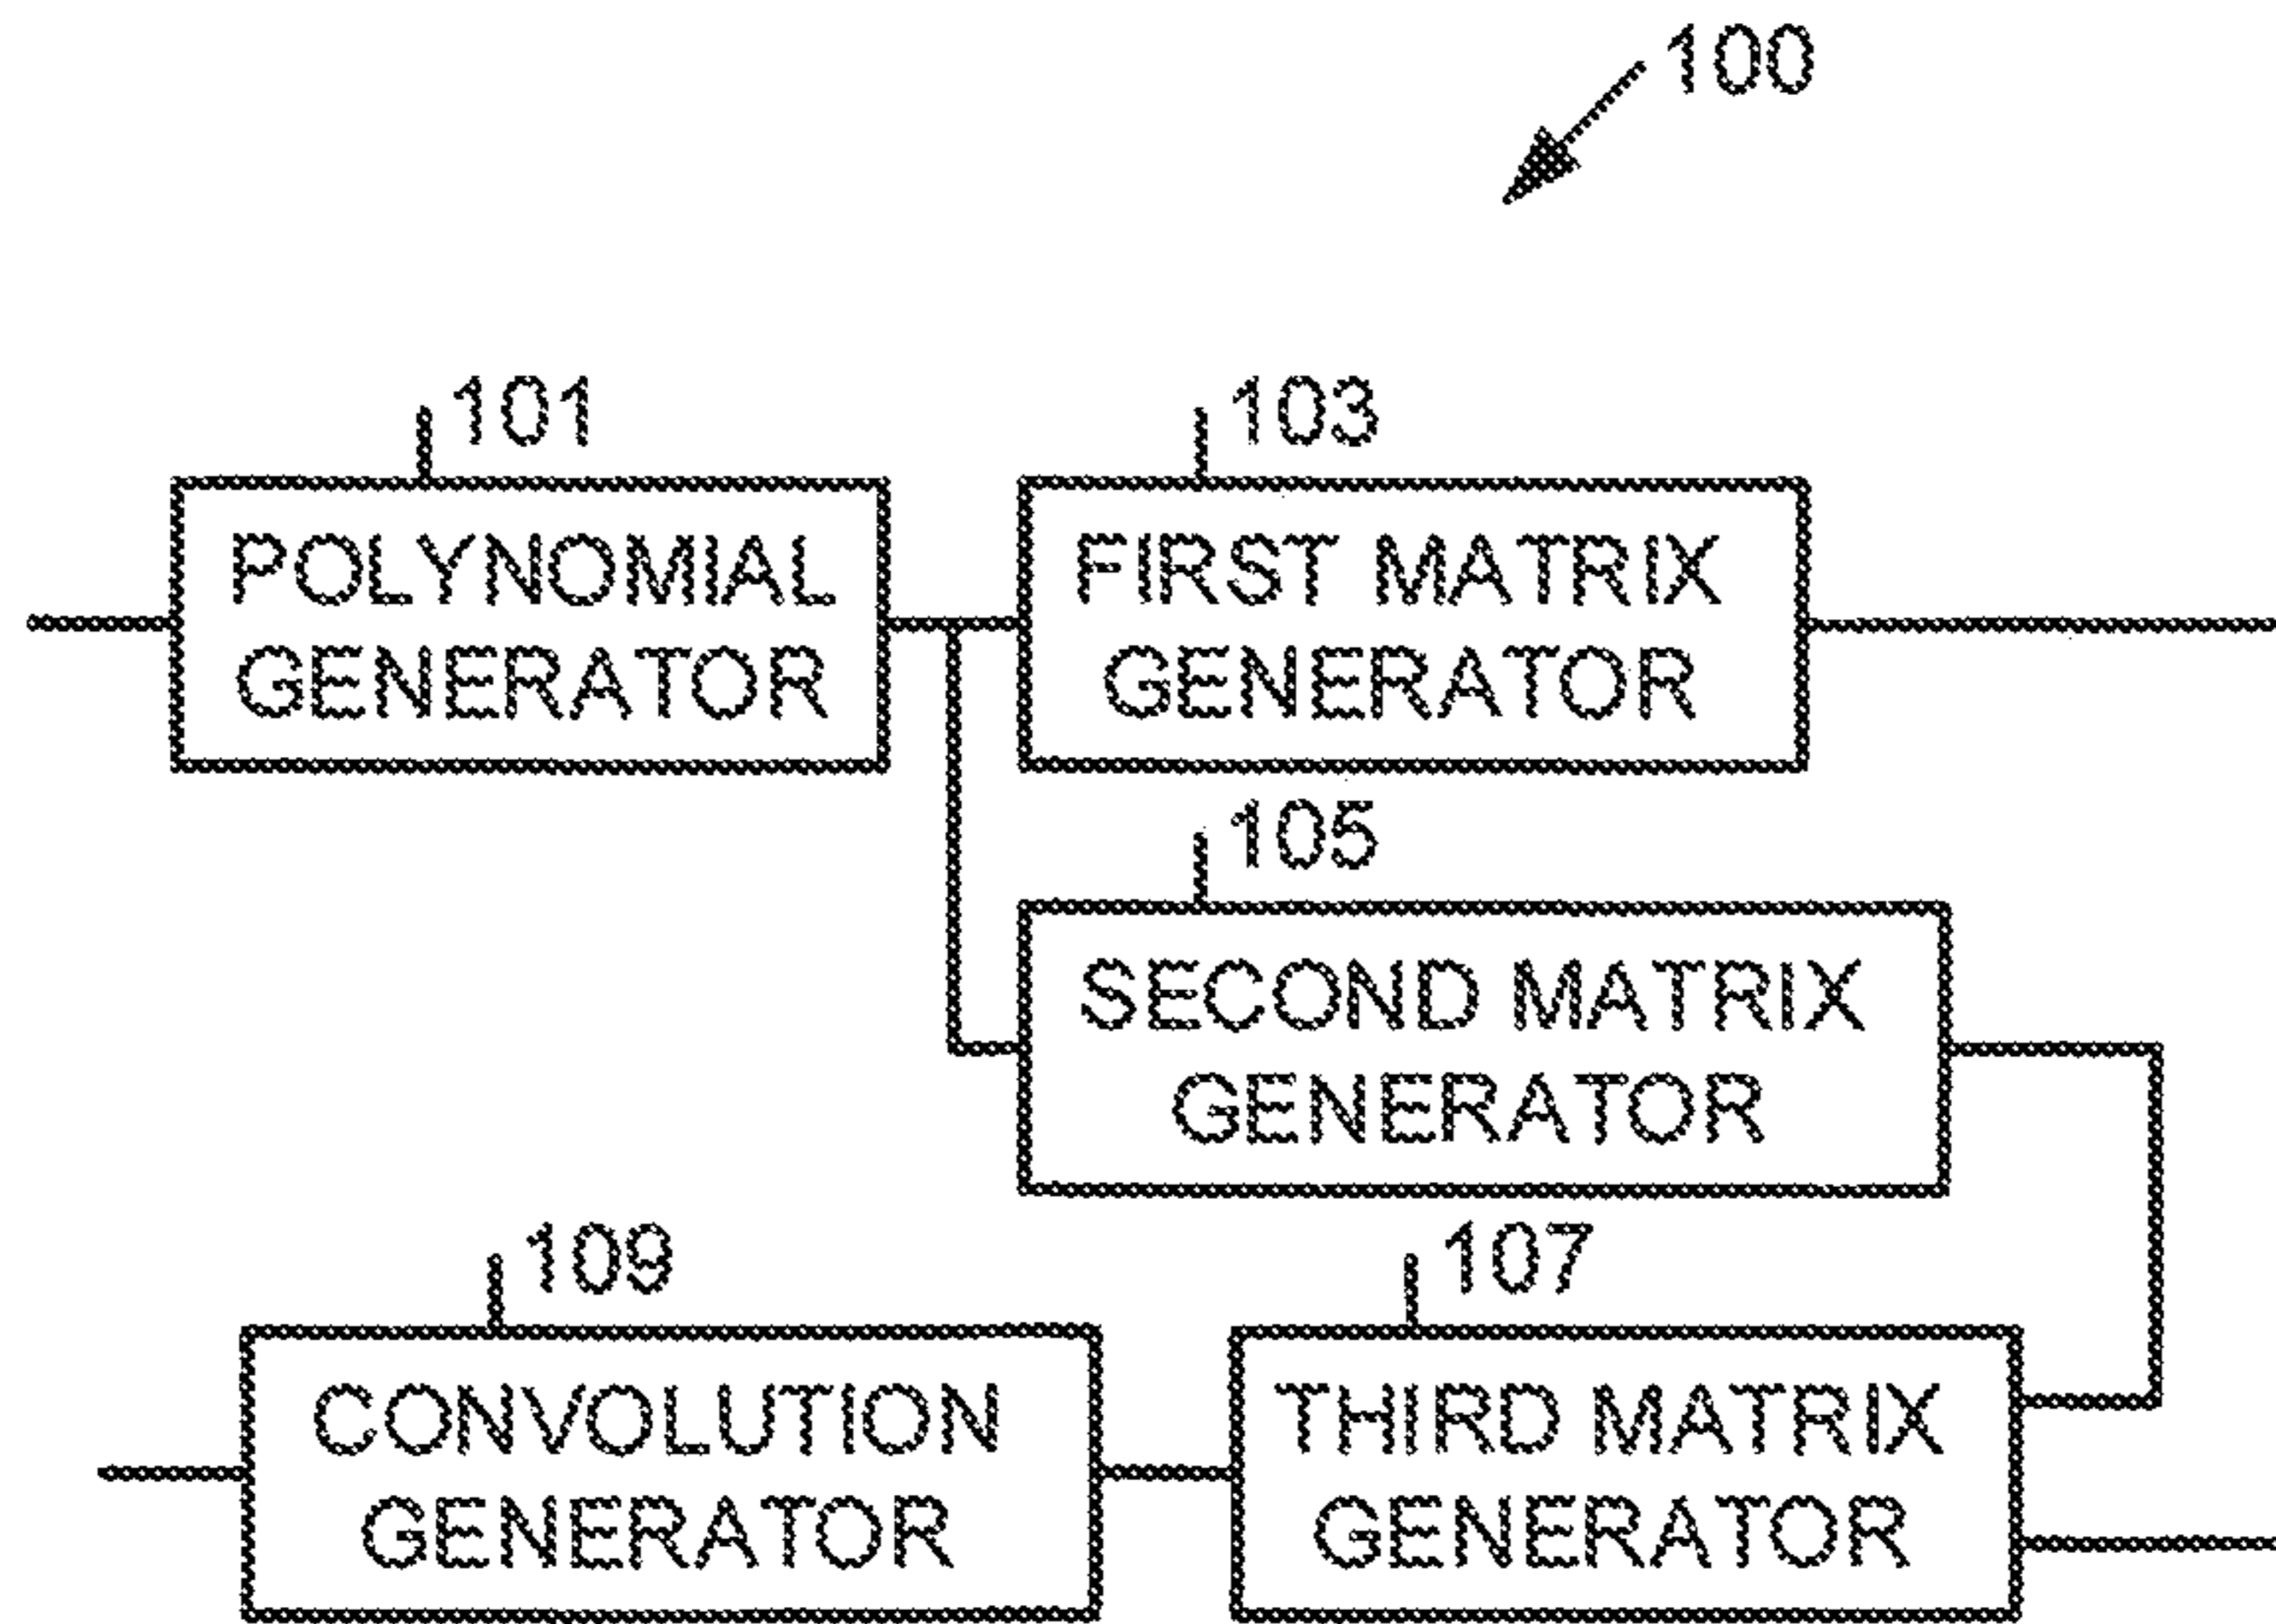 100
101
POLYNOMIAL
GENERATOR
103
FIRST MATRIX
GENERATOR
105
SECOND MATRIX
GENERATOR
109
CONVOLUTION
GENERATOR
107
THIRD MATRIX
GENERATOR